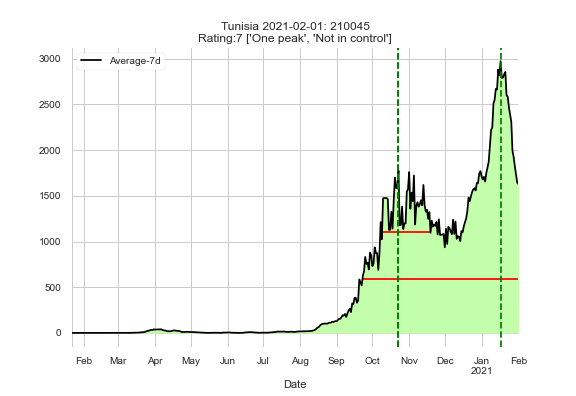 Tunisia 2021-02-01: 210045
Rating:7 ['One peak', 'Not in control']
Average-7d
3000
2500
2000
1500
1000
500
0
Feb Mar Apr May Jun Jul Aug Sep Oct Nov Dec Jan Feb
2021
Date